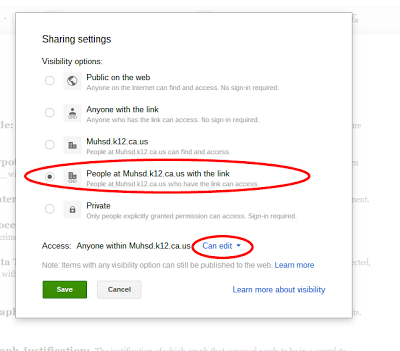 Sharing settings
Visibility options:
Public on the web
Anyone on the Internet can find and access. No sign-in required.
Anyone with the link
Anyone who has the link can access. No sign-in required.
Muhsd.k12.ca.us
People at Muhsd.k12.ca.us can find and access.
People at Muhsd.k12.ca.us with the link
People at Muhsd.k12.ca.us who have the link can access.
Private
Only people explicitly granted permission can access. Sign-in required.
Access: Anyone within Muhsd.k12.ca.us Can edit
Note: Items with any visibility option can still be published to the web. Learn more
Save Cancel Learn more about visibility